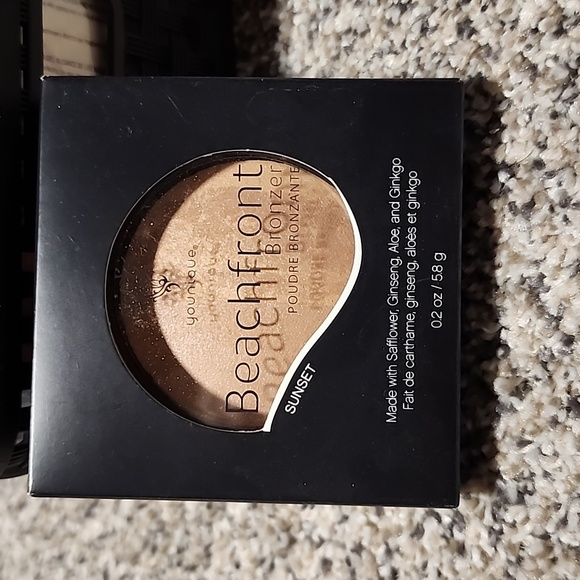 younique®
Beachfront
Bronzer
POUDRE BRONZANTE
SUNSET
Made with Safflower, Ginseng, Aloe, and Ginkgo
Fait de carthame, ginseng, aloès et ginkgo
0.2 oz / 5.8 g